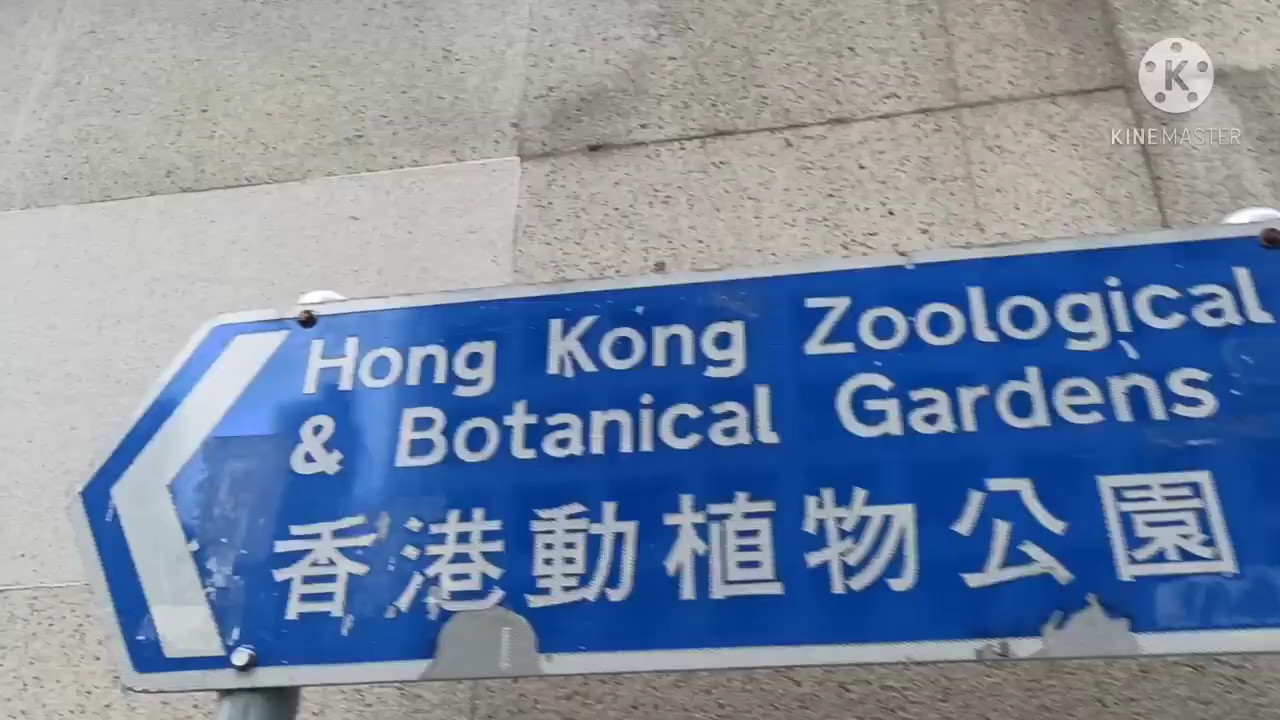 K
KINEMASTER
Hong Kong Zoological
& Botanical Gardens
香港動植物公園